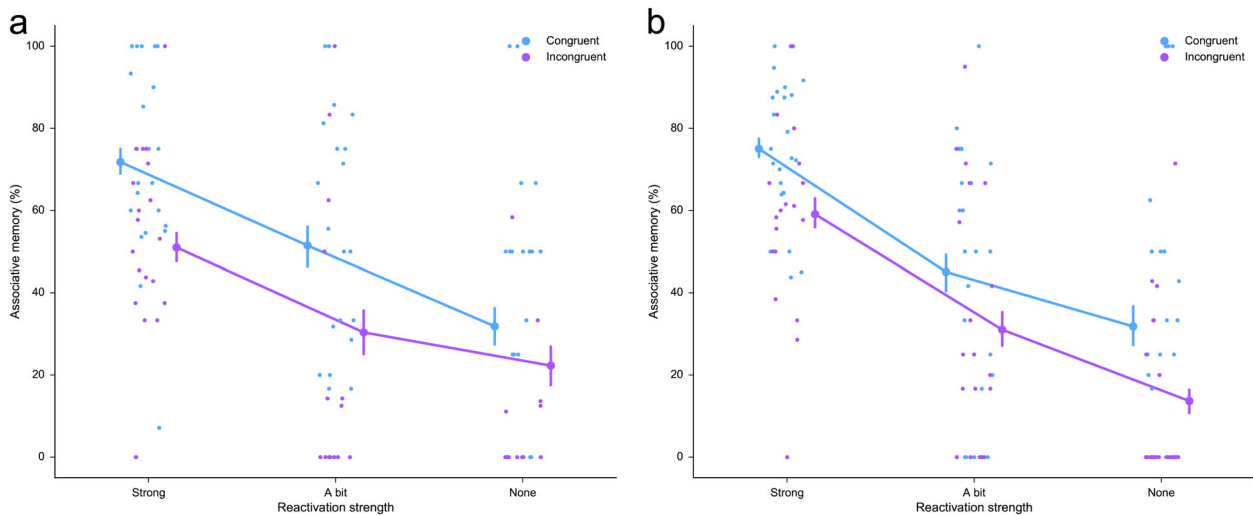 a
100
80
60
40
20
0
Associative memory (%)
Strong
A bit
None
Reactivation strength
Congruent
Incongruent
b
100
80
60
40
20
0
Associative memory (%)
Strong
A bit
None
Reactivation strength
Congruent
Incongruent